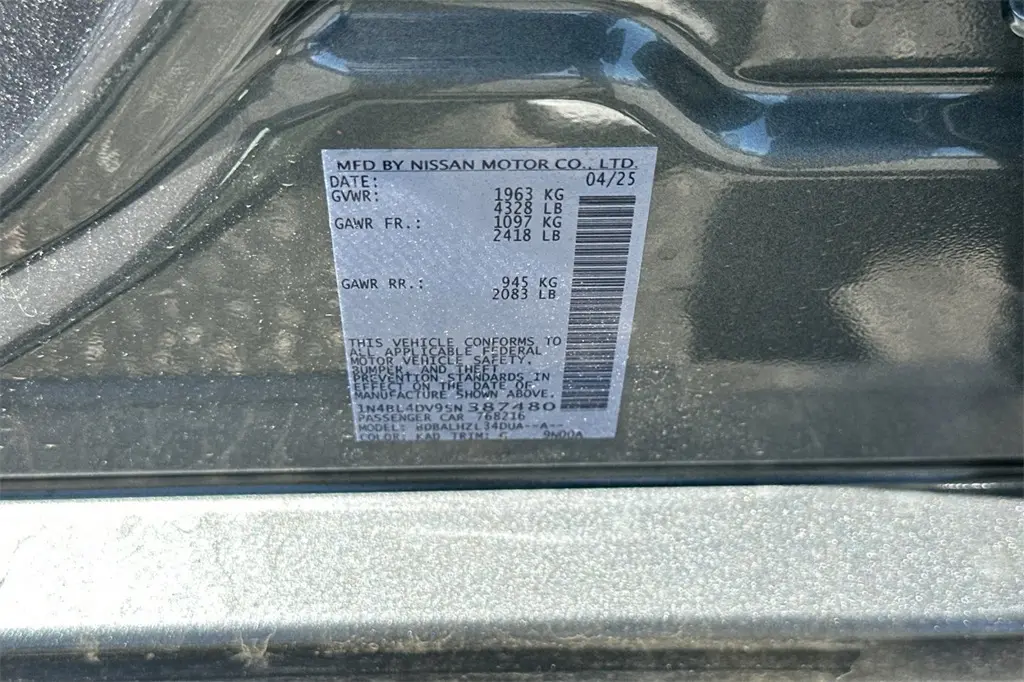 MFD BY NISSAN MOTOR CO., LTD.
DATE: 04/25
GVWR: 1963 KG
4328 LB
GAWR FR.: 1097 KG
2418 LB
GAWR RR.: 945 KG
2083 LB
THIS VEHICLE CONFORMS TO
ALL APPLICABLE FEDERAL
MOTOR VEHICLE SAFETY,
BUMPER, AND THEFT
PREVENTION STANDARDS IN
EFFECT ON THE DATE OF
MANUFACTURE SHOWN ABOVE.
1N4BL4DV9SN387480
PASSENGER CAR 768216
MODEL: BDBALHZL34DUA--A--
COLOR: KAD TRIM: G